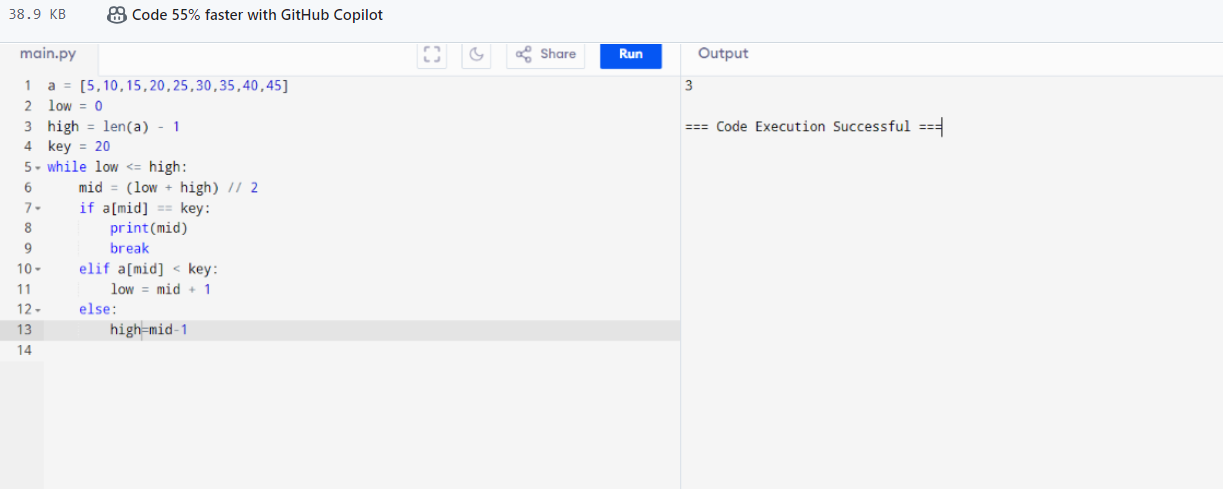 38.9 KB Code 55% faster with GitHub Copilot
main.py Share Run Output
1 a = [5,10,15,20,25,30,35,40,45]
2 low = 0
3 high = len(a) - 1
4 key = 20
5 while low <= high:
6     mid = (low + high) // 2
7     if a[mid] == key:
8         print(mid)
9         break
10     elif a[mid] < key:
11         low = mid + 1
12     else:
13         high=mid-1
14
3
=== Code Execution Successful ===